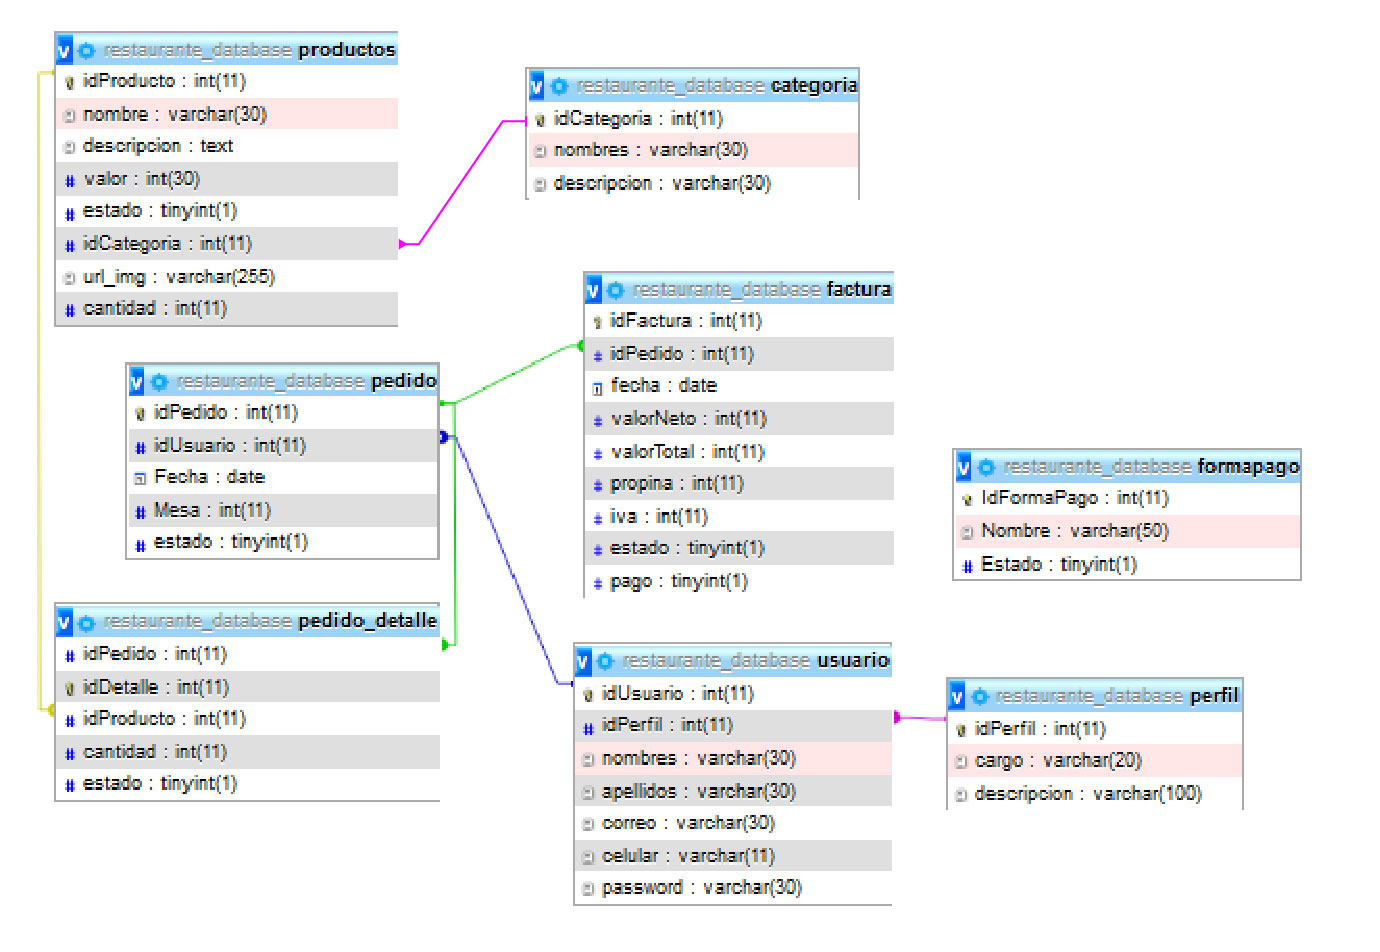 restaurante_database productos
idProducto : int(11)
nombre : varchar(30)
descripcion : text
valor : int(30)
estado : tinyint(1)
idCategoria : int(11)
url_img : varchar(255)
cantidad : int(11)
restaurante_database categoria
idCategoria : int(11)
nombres : varchar(30)
descripcion : varchar(30)
restaurante_database factura
idFactura : int(11)
idPedido : int(11)
fecha : date
valorNeto : int(11)
valorTotal : int(11)
propina : int(11)
iva : int(11)
estado : tinyint(1)
pago : tinyint(1)
restaurante_database pedido
idPedido : int(11)
idUsuario : int(11)
Fecha : date
Mesa : int(11)
estado : tinyint(1)
restaurante_database formapago
IdFormaPago : int(11)
Nombre : varchar(50)
Estado : tinyint(1)
restaurante_database pedido_detalle
idPedido : int(11)
idDetalle : int(11)
idProducto : int(11)
cantidad : int(11)
estado : tinyint(1)
restaurante_database usuario
idUsuario : int(11)
idPerfil : int(11)
nombres : varchar(30)
apellidos : varchar(30)
correo : varchar(30)
celular : varchar(11)
password : varchar(30)
restaurante_database perfil
idPerfil : int(11)
cargo : varchar(20)
descripcion : varchar(100)